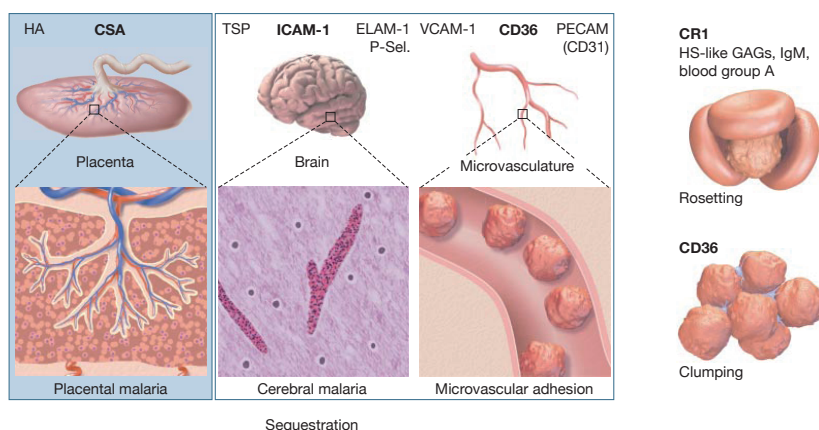 HA CSA
TSP ICAM-1 ELAM-1
P-Sel.
VCAM-1 CD36 PECAM
(CD31)
Placenta
Brain
Microvasculature
Placental malaria
Cerebral malaria
Microvascular adhesion
Sequestration
CR1
HS-like GAGs, IgM,
blood group A
Rosetting
CD36
Clumping